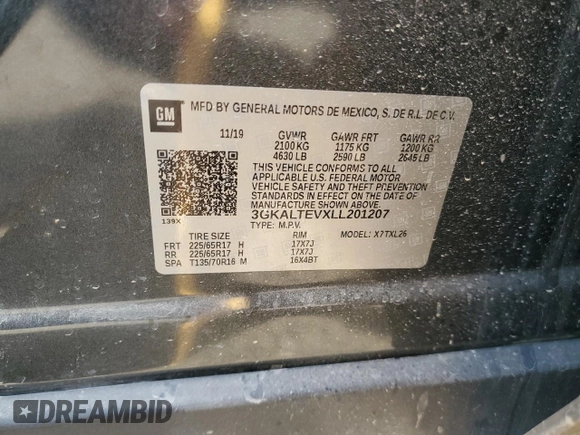 GM
MFD BY GENERAL MOTORS DE MEXICO, S. DE R.L. DE C.V.
11/19 GVWR GAWR FRT GAWR RR
2100 KG 1175 KG 1200 KG
4630 LB 2590 LB 2645 LB
THIS VEHICLE CONFORMS TO ALL
APPLICABLE U.S. FEDERAL MOTOR
VEHICLE SAFETY AND THEFT PREVENTION
STANDARDS IN EFFECT ON THE DATE OF
MANUFACTURE SHOWN ABOVE.
139X 3GKALTEVXLL201207
TYPE: M.P.V. MODEL: X7TXL26
TIRE SIZE RIM
FRT 225/65R17 H 17X7J
RR 225/65R17 H 17X7J
SPA T135/70R16 M 16X4BT
DREAMBID